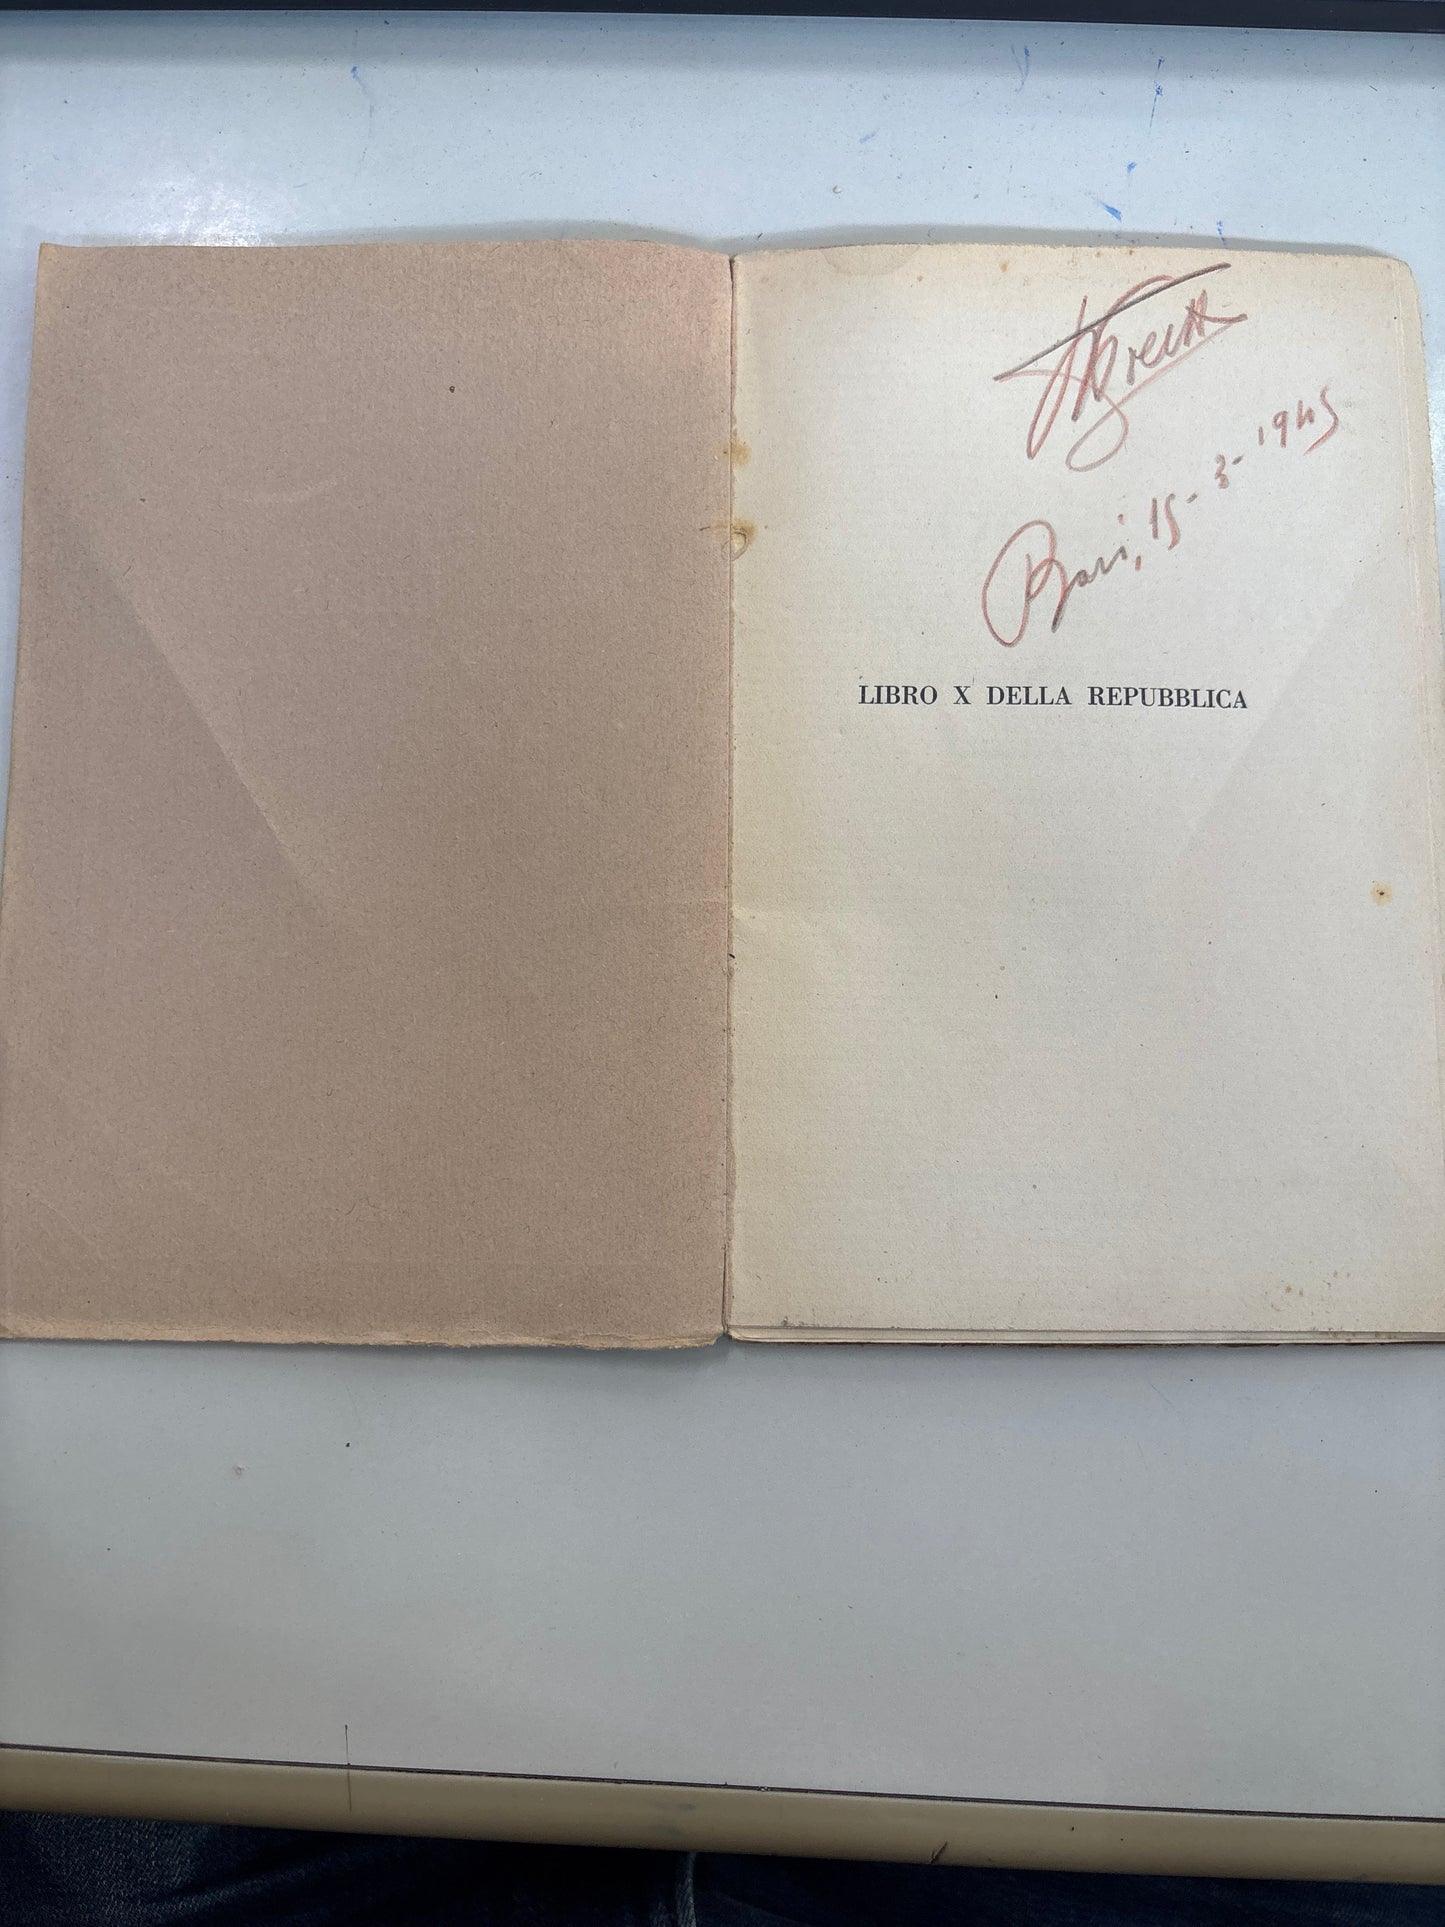 Bari, 15-3-1945
LIBRO X DELLA REPUBBLICA